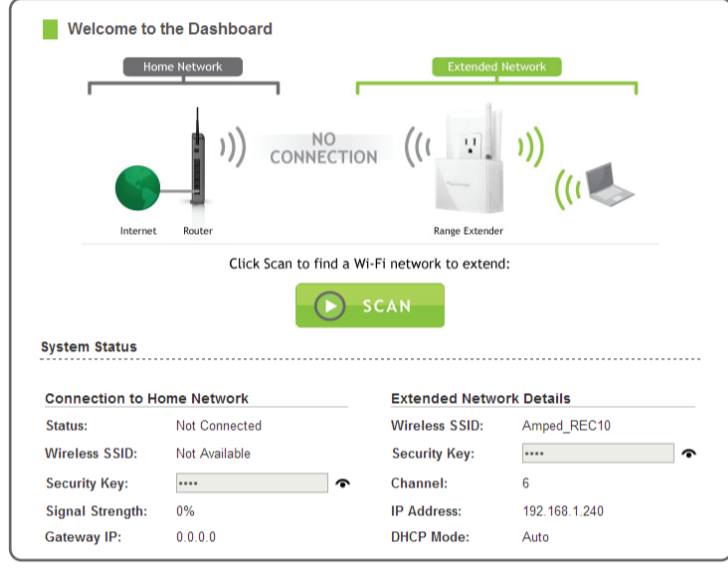 Welcome to the Dashboard
Home Network
Extended Network
NO
CONNECTION
Internet
Router
Range Extender
Click Scan to find a Wi-Fi network to extend:
SCAN
System Status
Connection to Home Network
Status: Not Connected
Wireless SSID: Not Available
Security Key: ••••
Signal Strength: 0%
Gateway IP: 0.0.0.0
Extended Network Details
Wireless SSID: Amped_REC10
Security Key: ••••
Channel: 6
IP Address: 192.168.1.240
DHCP Mode: Auto